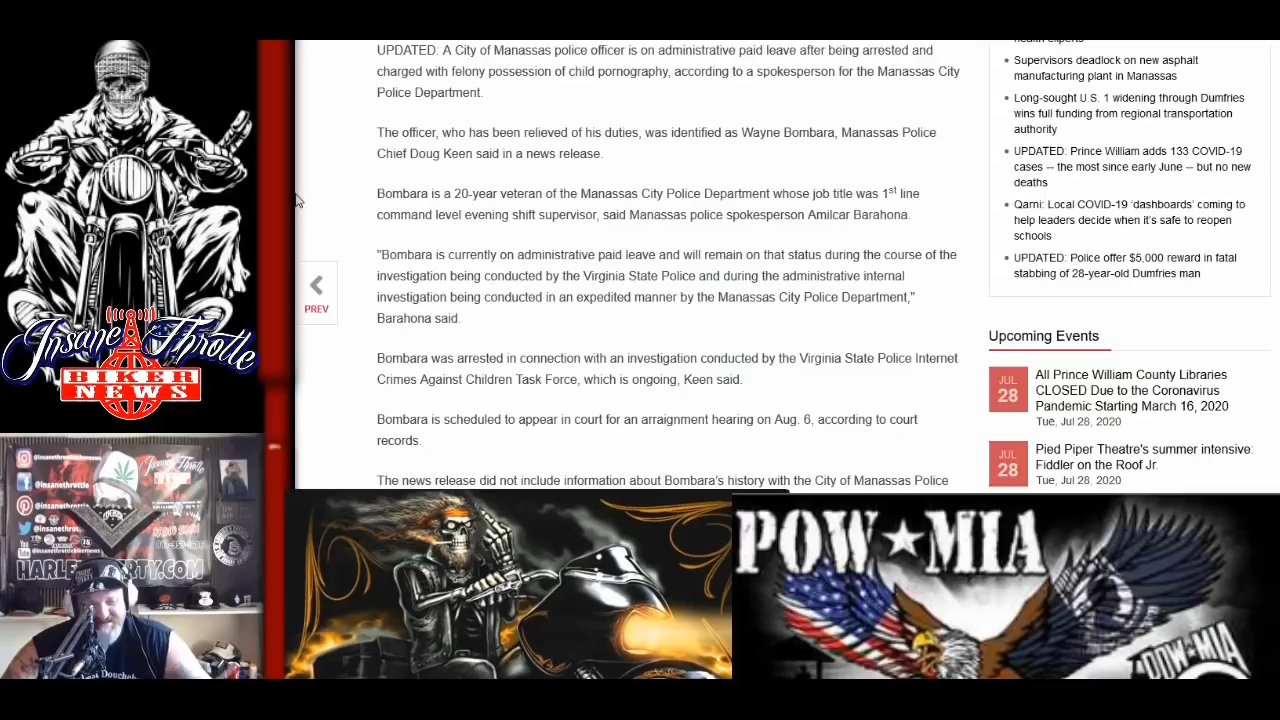 UPDATED: A City of Manassas police officer is on administrative paid leave after being arrested and
charged with felony possession of child pornography, according to a spokesperson for the Manassas City
Police Department.
The officer, who has been relieved of his duties, was identified as Wayne Bombara, Manassas Police
Chief Doug Keen said in a news release.
Bombara is a 20-year veteran of the Manassas City Police Department whose job title was 1st line
command level evening shift supervisor, said Manassas police spokesperson Amilcar Barahona.
"Bombara is currently on administrative paid leave and will remain on that status during the course of the
investigation being conducted by the Virginia State Police and during the administrative internal
investigation being conducted in an expedited manner by the Manassas City Police Department,"
Barahona said.
Bombara was arrested in connection with an investigation conducted by the Virginia State Police Internet
Crimes Against Children Task Force, which is ongoing, Keen said.
Bombara is scheduled to appear in court for an arraignment hearing on Aug. 6, according to court
records.
The news release did not include information about Bombara's history with the City of Manassas Police
PREV
health experts
Supervisors deadlock on new asphalt
manufacturing plant in Manassas
Long-sought U.S. 1 widening through Dumfries
wins full funding from regional transportation
authority
UPDATED: Prince William adds 133 COVID-19
cases -- the most since early June -- but no new
deaths
Qarni: Local COVID-19 ‘dashboards’ coming to
help leaders decide when it's safe to reopen
schools
UPDATED: Police offer $5,000 reward in fatal
stabbing of 28-year-old Dumfries man
Upcoming Events
JUL
28
All Prince William County Libraries
CLOSED Due to the Coronavirus
Pandemic Starting March 16, 2020
Tue, Jul 28, 2020
JUL
28
Pied Piper Theatre's summer intensive:
Fiddler on the Roof Jr.
Tue, Jul 28, 2020
Insane Throttle
BIKER
NEWS
@insanethrottle
POW★MIA
POW-MIA